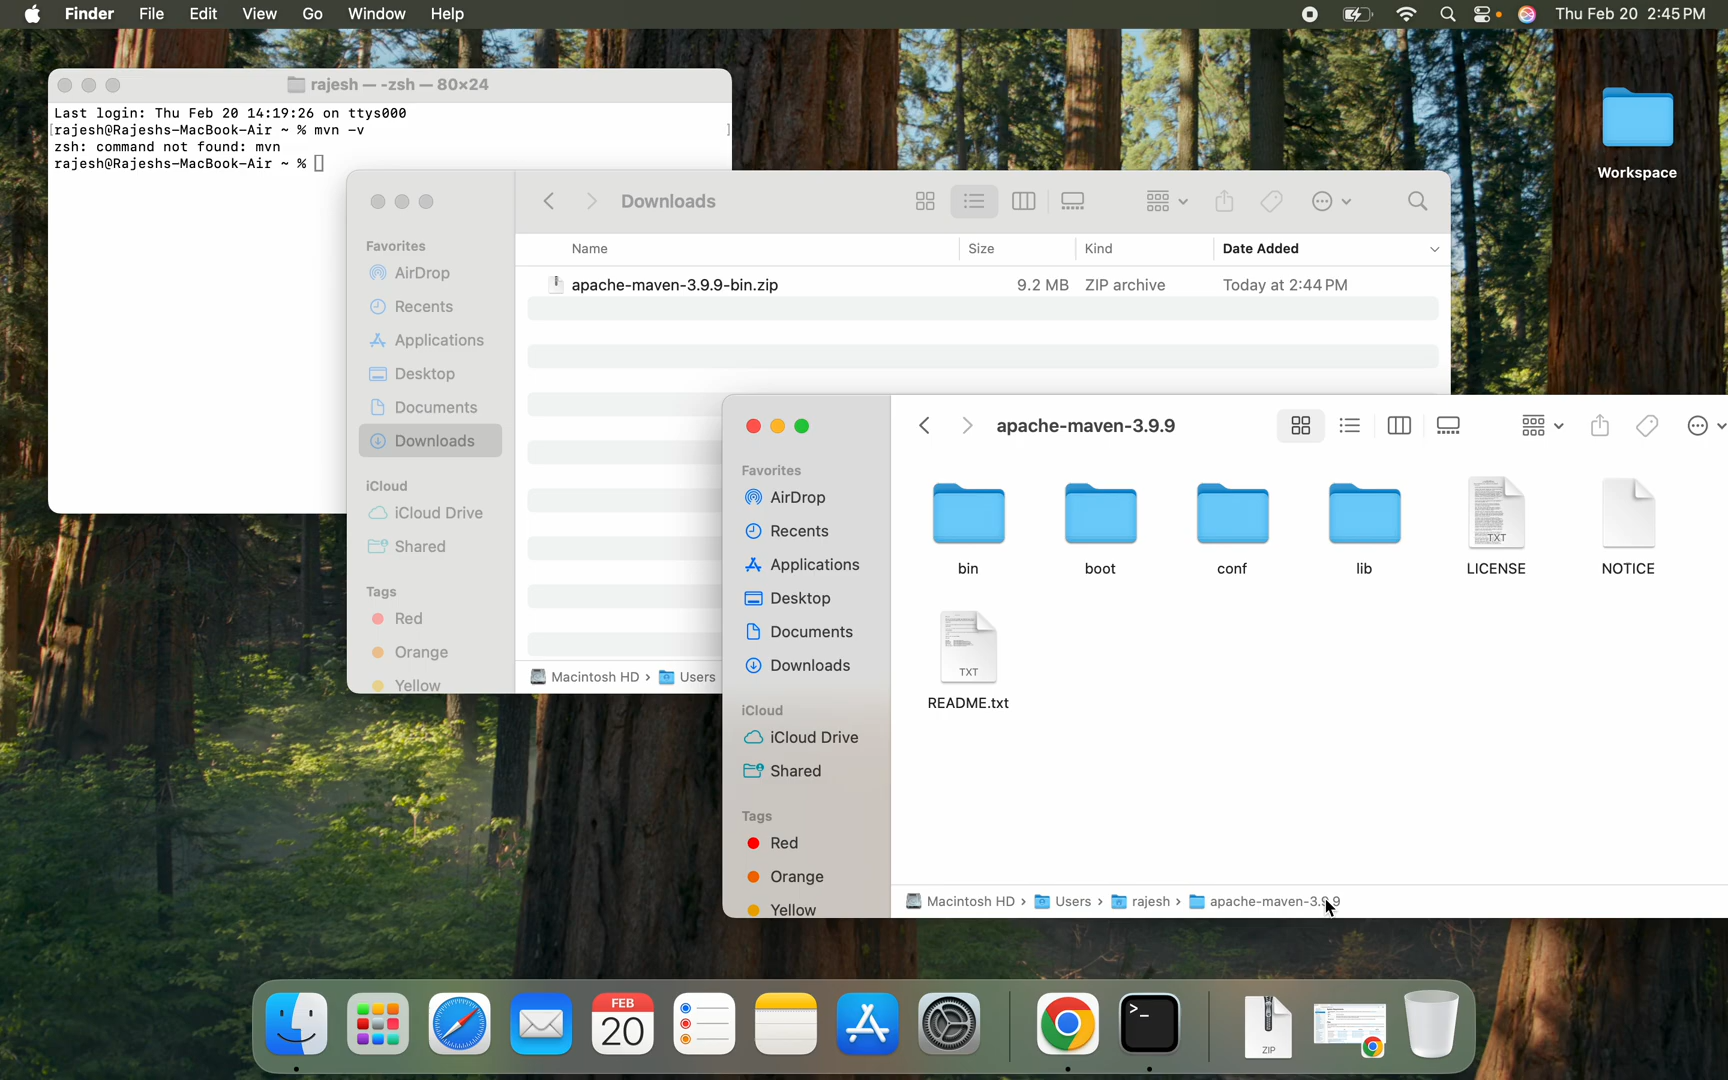 Finder File Edit View Go Window Help Thu Feb 20 2:45 PM
rajesh — -zsh — 80×24
Last login: Thu Feb 20 14:19:26 on ttys000
[rajesh@Rajeshs-MacBook-Air ~ % mvn -v ]
zsh: command not found: mvn
rajesh@Rajeshs-MacBook-Air ~ %
Workspace
Downloads
Favorites
AirDrop
Recents
Applications
Desktop
Documents
Downloads
iCloud
iCloud Drive
Shared
Tags
Red
Orange
Yellow
Name Size Kind Date Added
apache-maven-3.9.9-bin.zip 9.2 MB ZIP archive Today at 2:44 PM
Macintosh HD › Users
apache-maven-3.9.9
Favorites
AirDrop
Recents
Applications
Desktop
Documents
Downloads
iCloud
iCloud Drive
Shared
Tags
Red
Orange
Yellow
bin boot conf lib LICENSE NOTICE
TXT
TXT
README.txt
Macintosh HD › Users › rajesh › apache-maven-3.9.9
FEB
20
>_
ZIP